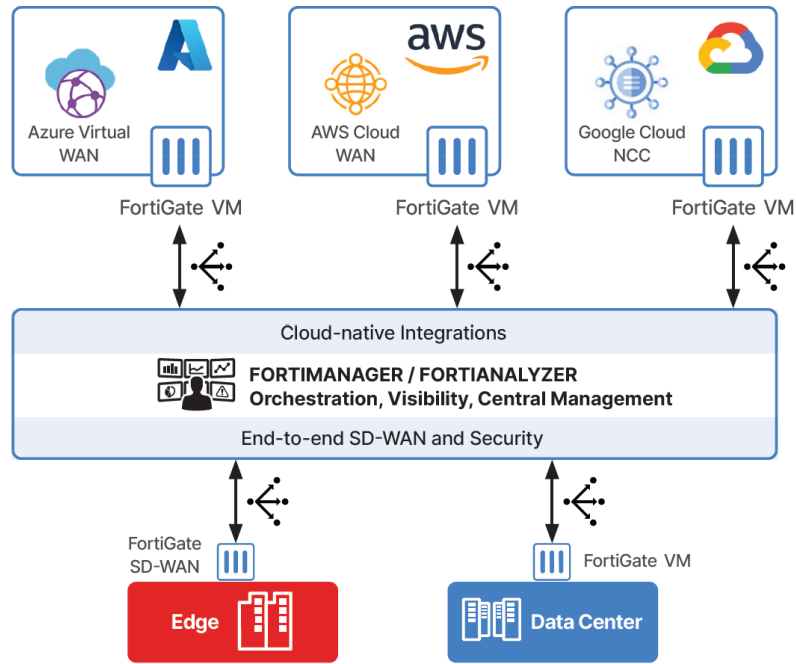 aws
Azure Virtual
WAN
AWS Cloud
WAN
Google Cloud
NCC
FortiGate VM
FortiGate VM
FortiGate VM
Cloud-native Integrations
FORTIMANAGER / FORTIANALYZER
Orchestration, Visibility, Central Management
End-to-end SD-WAN and Security
FortiGate
SD-WAN
FortiGate VM
Edge
Data Center